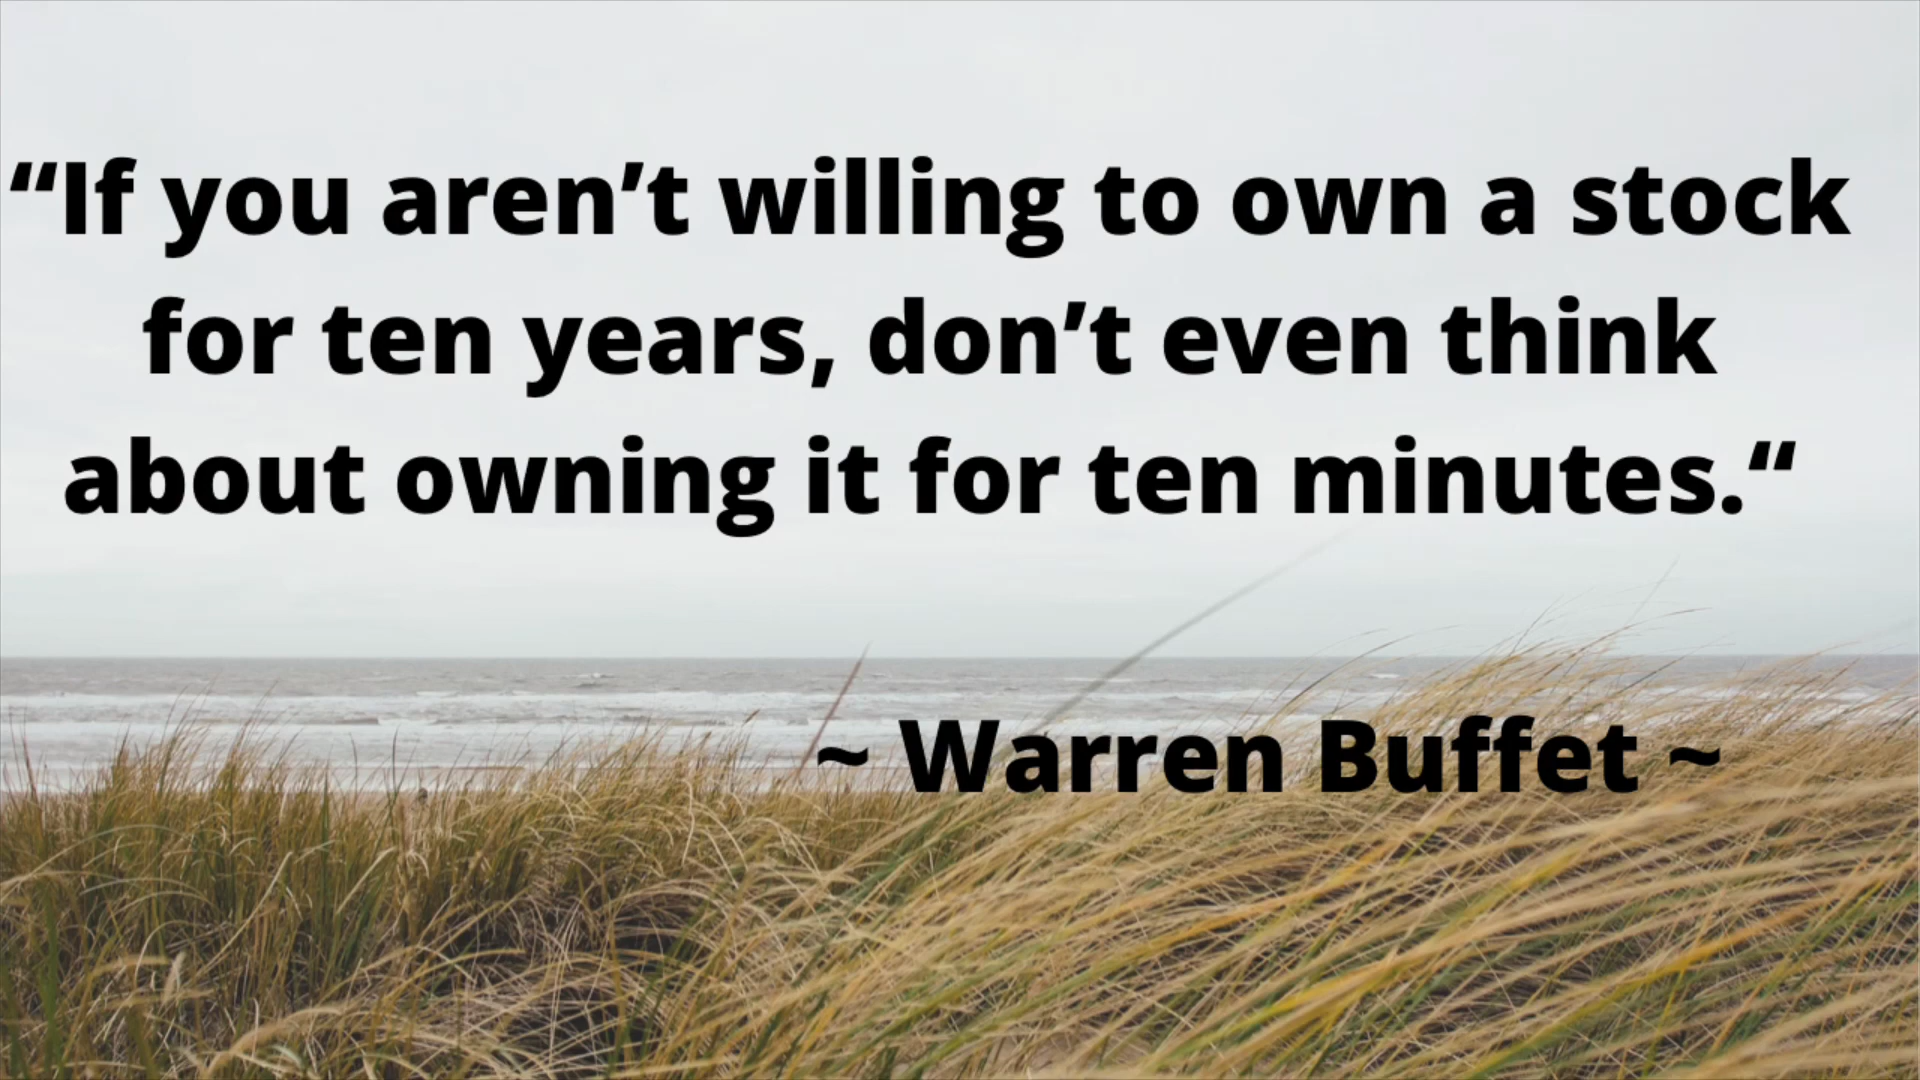 “If you aren’t willing to own a stock
for ten years, don’t even think
about owning it for ten minutes.“
~ Warren Buffet ~